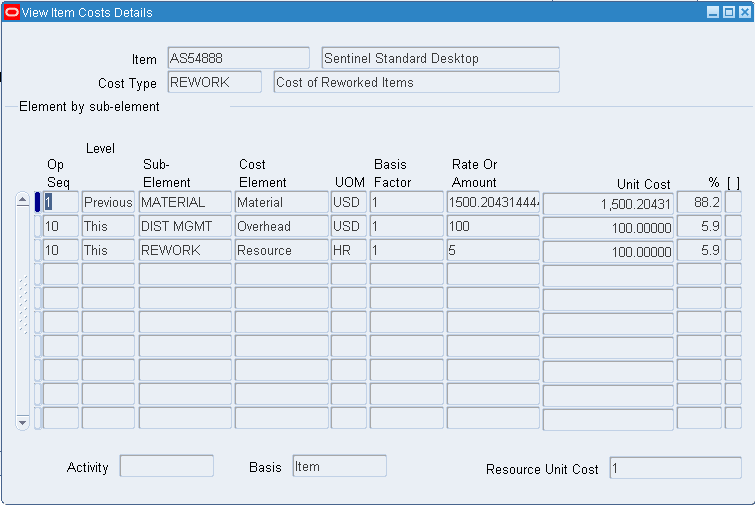 View Item Costs Details
Item AS54888 Sentinel Standard Desktop
Cost Type REWORK Cost of Reworked Items
Element by sub-element
Level
Op Sub- Cost Basis Rate Or
Seq Element Element UOM Factor Amount Unit Cost % [ ]
1 Previous MATERIAL Material USD 1 1500.204314444 1,500.20431 88.2
10 This DIST MGMT Overhead USD 1 100 100.00000 5.9
10 This REWORK Resource HR 1 5 100.00000 5.9
Activity Basis Item Resource Unit Cost 1